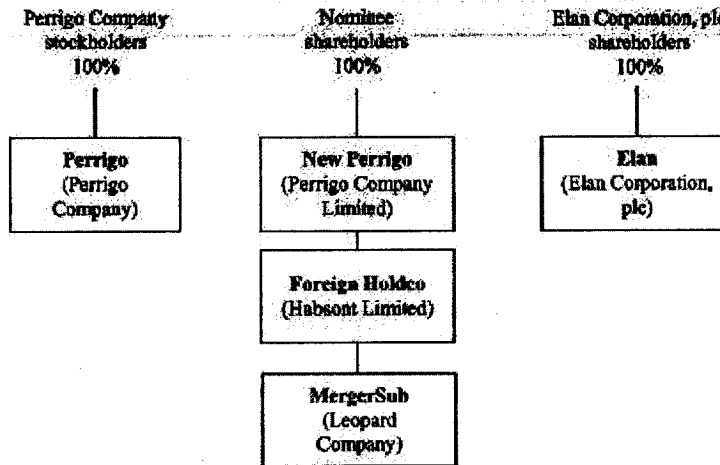 Perrigo Company
stockholders
100%
Nominee
shareholders
100%
Elan Corporation, plc
shareholders
100%
Perrigo
(Perrigo
Company)
New Perrigo
(Perrigo Company
Limited)
Elan
(Elan Corporation,
plc)
Foreign Holdco
(Habsont Limited)
MergerSub
(Leopard
Company)